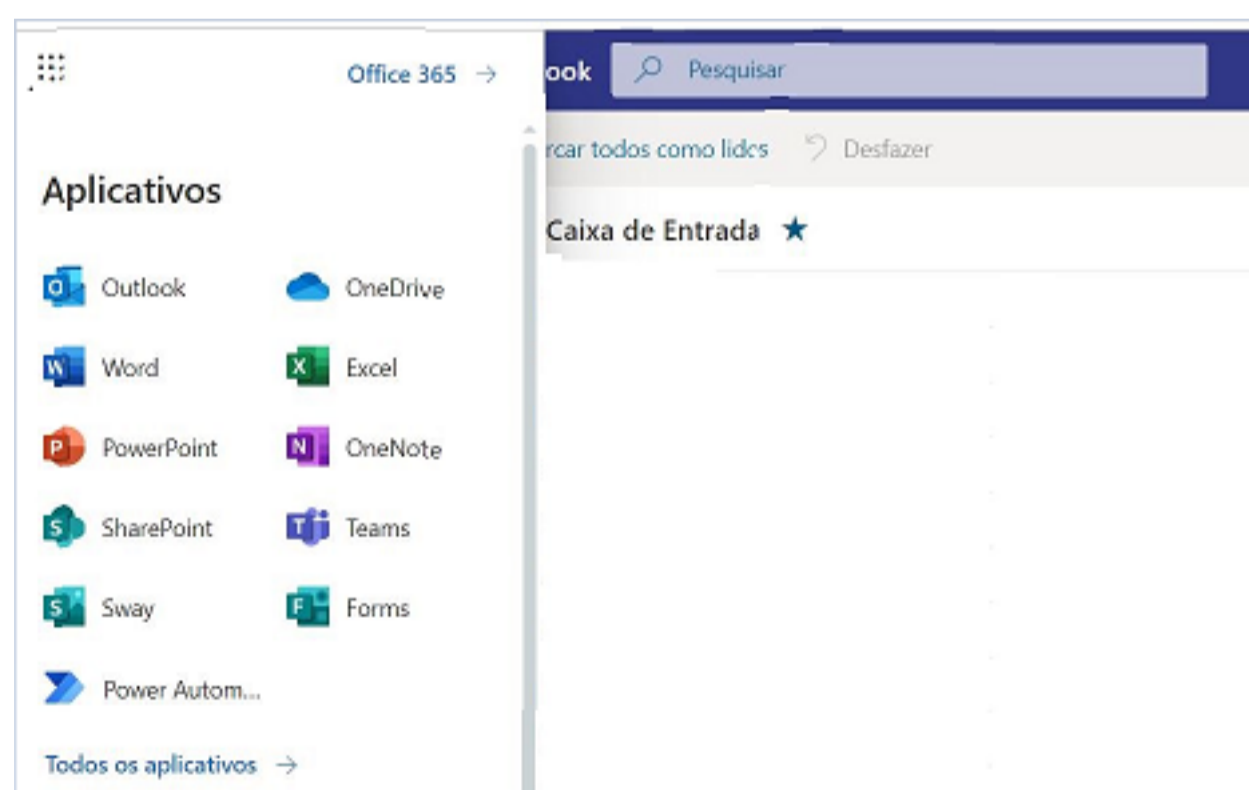 Office 365 →
ook
Pesquisar
rcar todos como lidos
Desfazer
Aplicativos
Caixa de Entrada ★
Outlook
OneDrive
Word
Excel
PowerPoint
OneNote
SharePoint
Teams
Sway
Forms
Power Autom...
Todos os aplicativos →